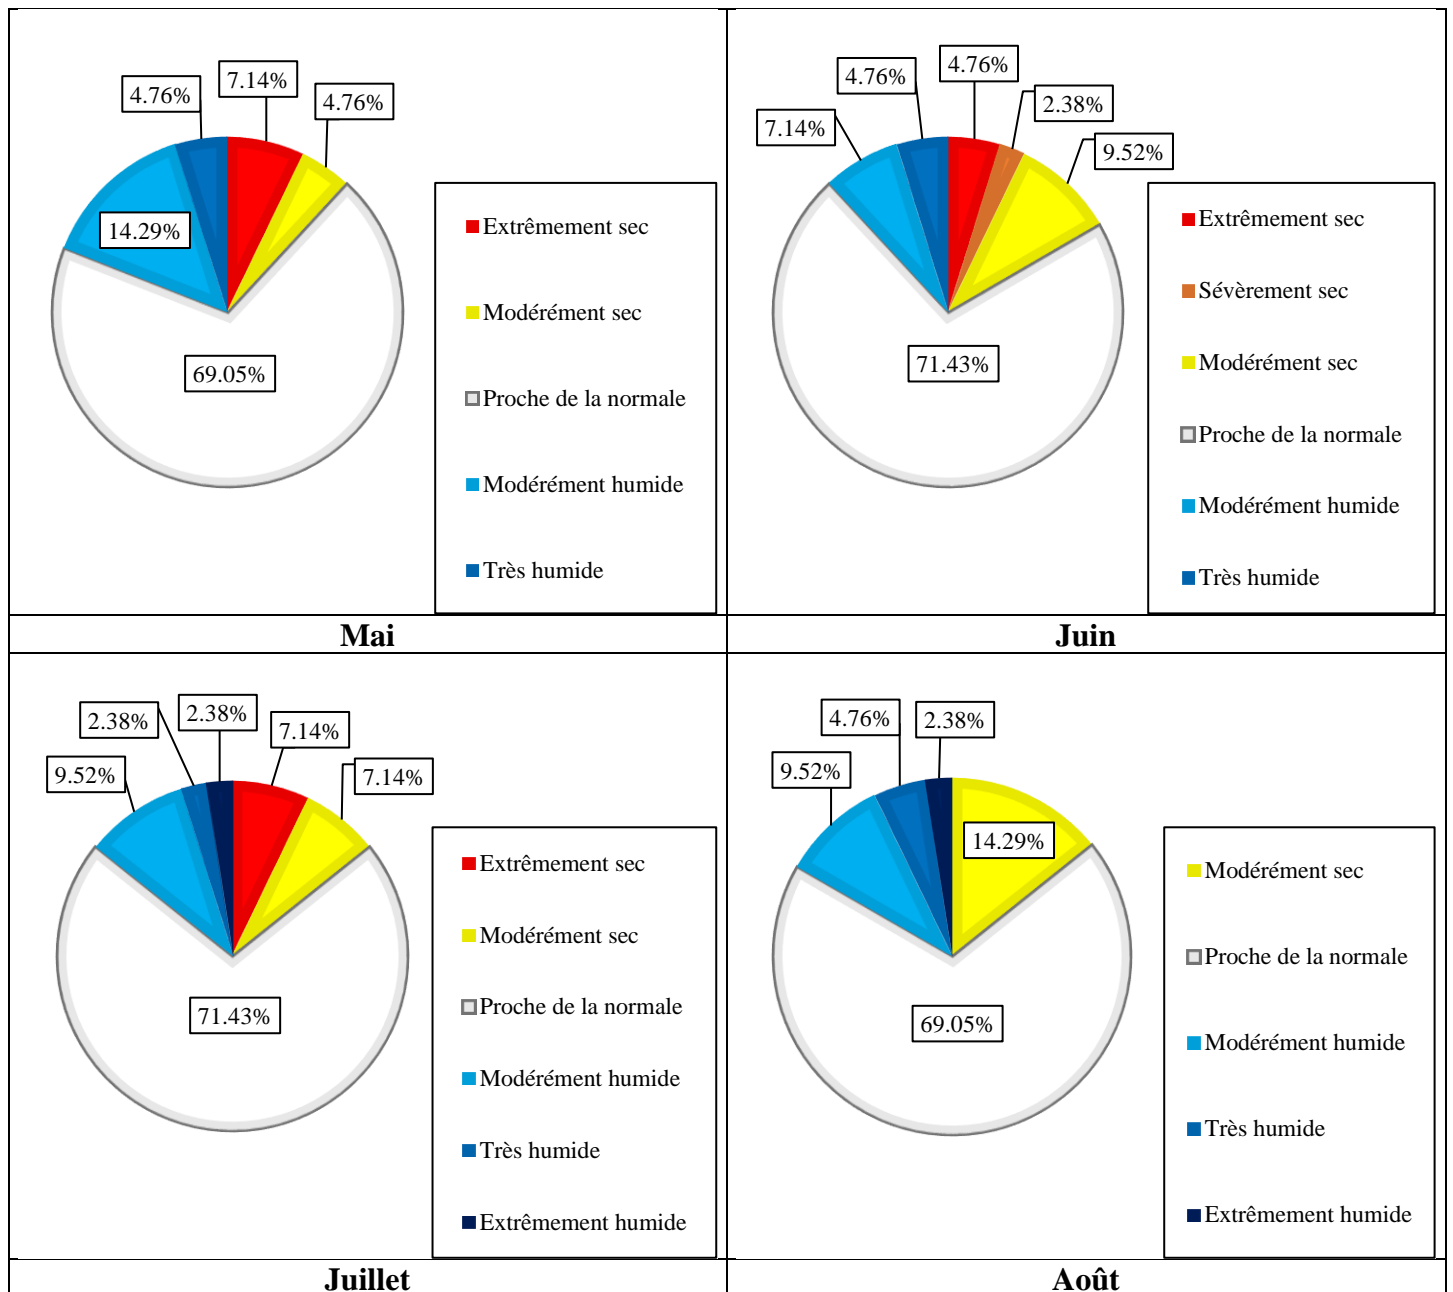 4.76%
7.14%
4.76%
14.29%
69.05%
Extrêmement sec
Modérément sec
Proche de la normale
Modérément humide
Très humide
Mai
7.14%
4.76%
4.76%
2.38%
9.52%
71.43%
Extrêmement sec
Sévèrement sec
Modérément sec
Proche de la normale
Modérément humide
Très humide
Juin
9.52%
2.38%
2.38%
7.14%
7.14%
71.43%
Extrêmement sec
Modérément sec
Proche de la normale
Modérément humide
Très humide
Extrêmement humide
Juillet
9.52%
4.76%
2.38%
14.29%
69.05%
Modérément sec
Proche de la normale
Modérément humide
Très humide
Extrêmement humide
Août